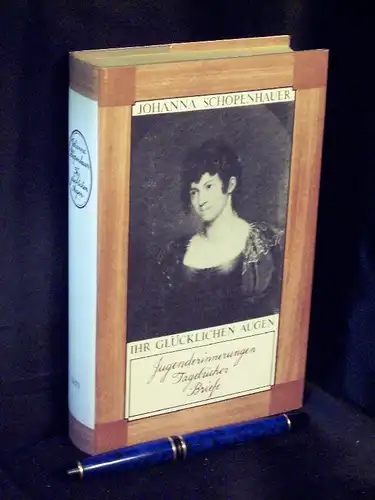 JOHANNA SCHOPENHAUER
IHR GLÜCKLICHEN AUGEN
Jugenderinnerungen
Tagebücher
Briefe
Johanna
Schopenhauer
Ihr
glücklichen
Augen